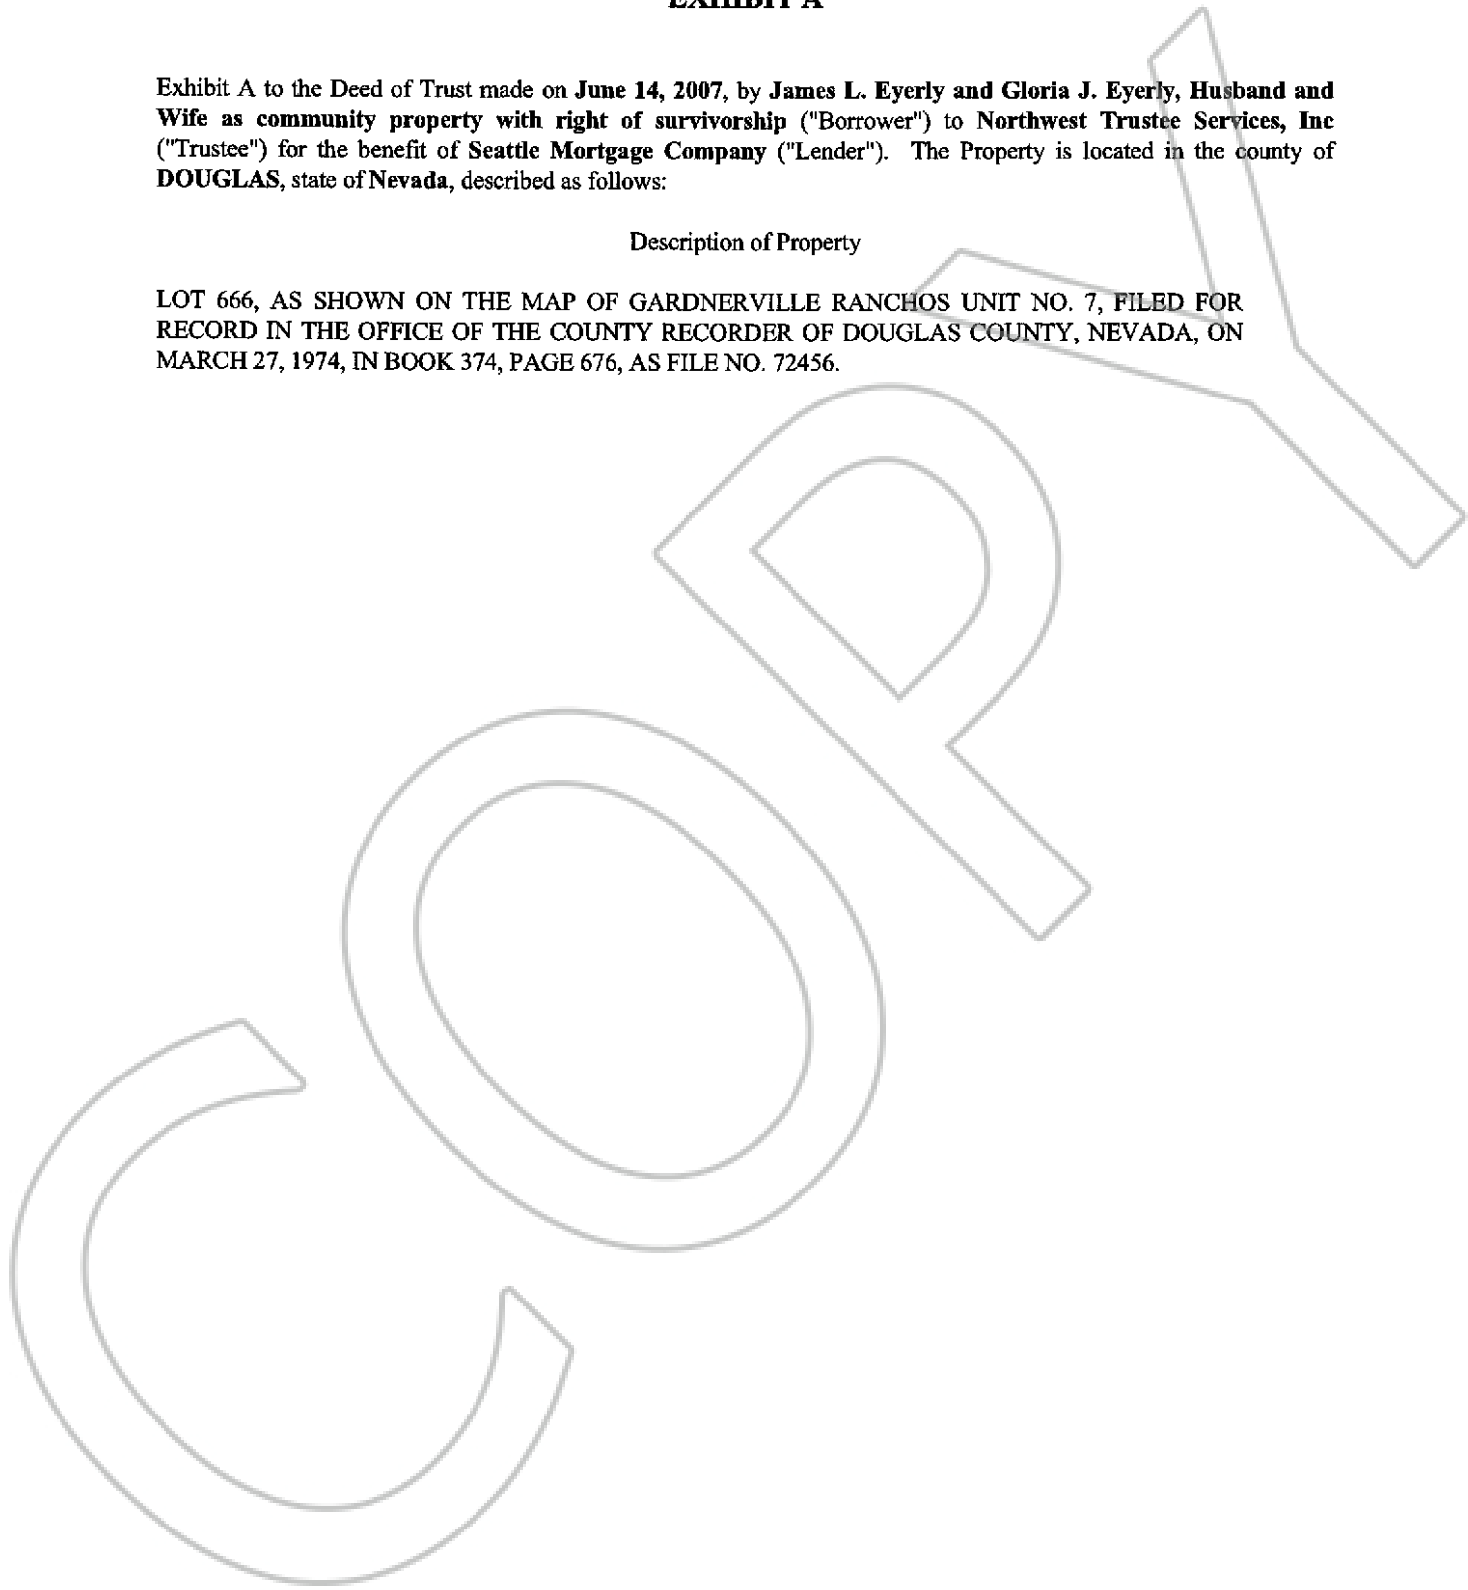 EXHIBIT A
Exhibit A to the Deed of Trust made on June 14, 2007, by James L. Eyerly and Gloria J. Eyerly, Husband and
Wife as community property with right of survivorship ("Borrower") to Northwest Trustee Services, Inc
("Trustee") for the benefit of Seattle Mortgage Company ("Lender"). The Property is located in the county of
DOUGLAS, state of Nevada, described as follows:
Description of Property
LOT 666, AS SHOWN ON THE MAP OF GARDNERVILLE RANCHOS UNIT NO. 7, FILED FOR
RECORD IN THE OFFICE OF THE COUNTY RECORDER OF DOUGLAS COUNTY, NEVADA, ON
MARCH 27, 1974, IN BOOK 374, PAGE 676, AS FILE NO. 72456.
COPY